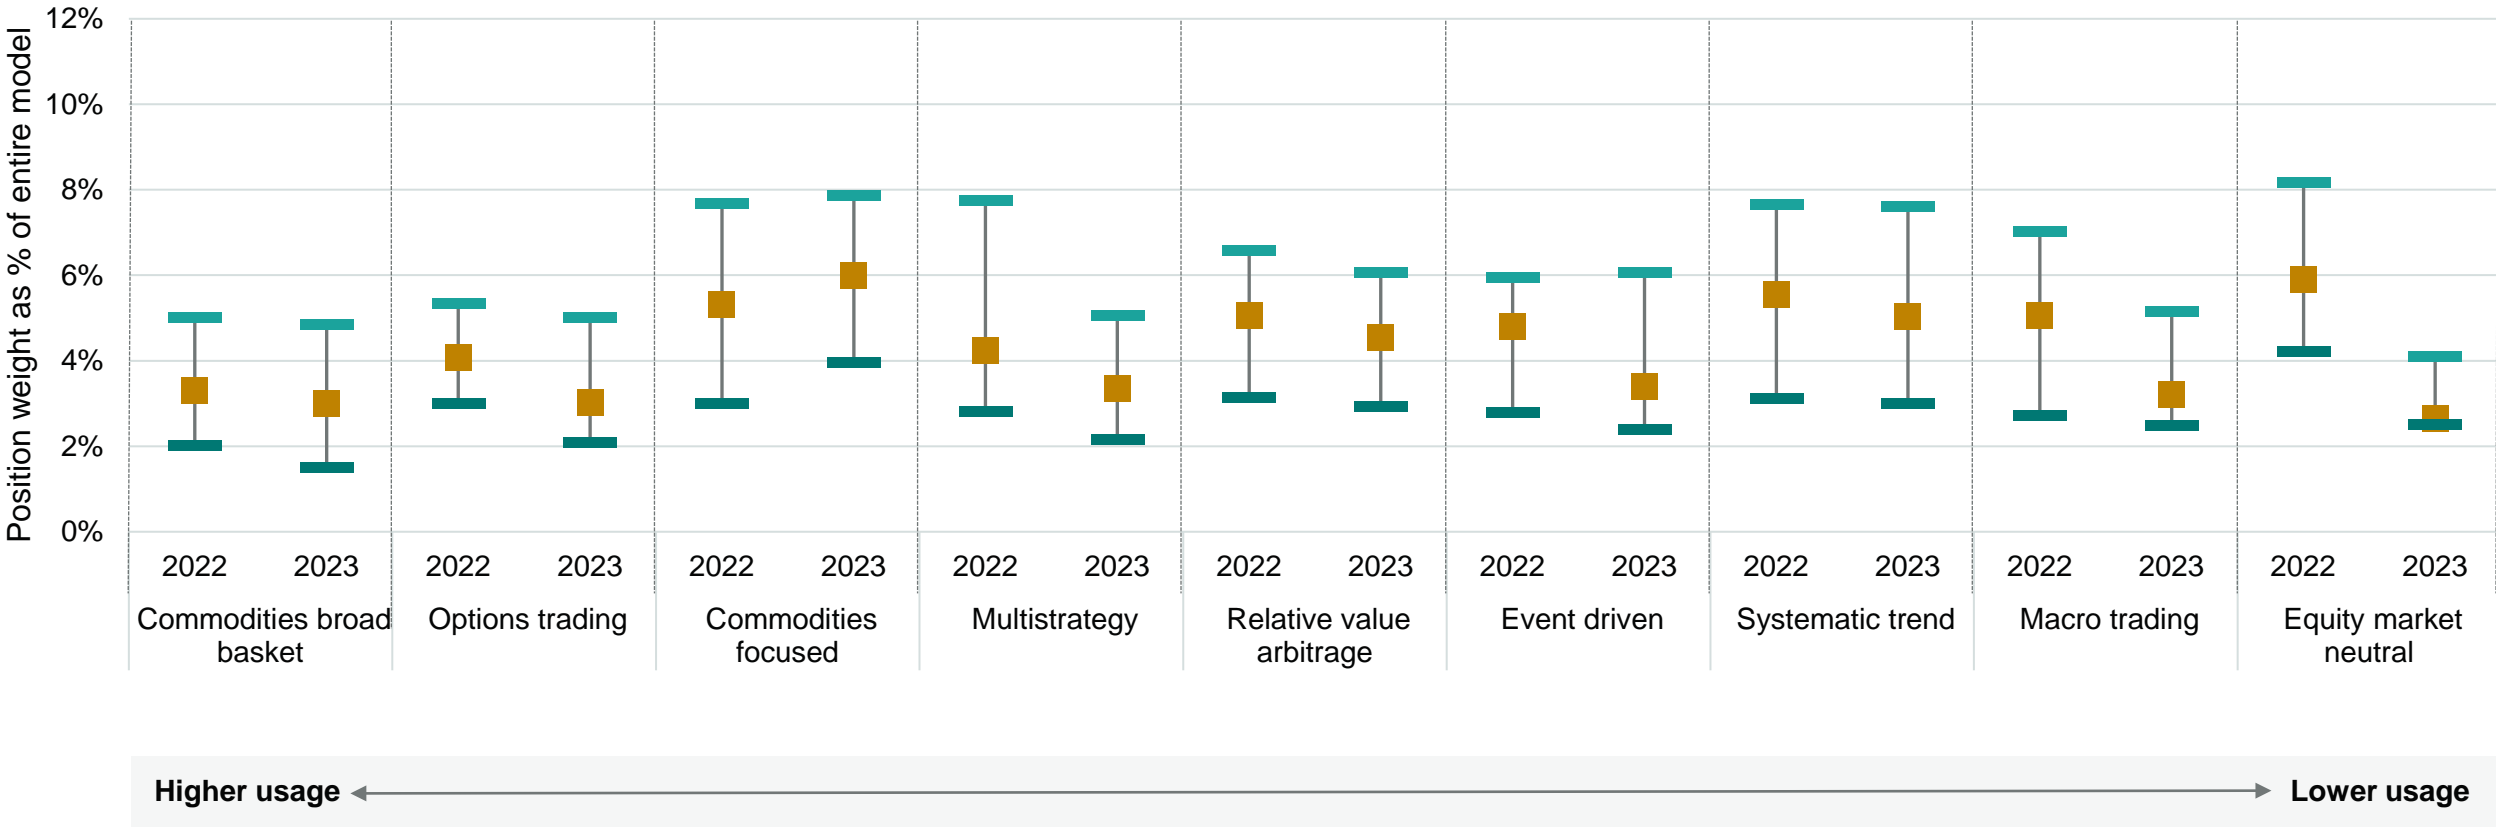 Position weight as % of entire model
12%
10%
8%
6%
4%
2%
0%
2022 2023 2022 2023 2022 2023 2022 2023 2022 2023 2022 2023 2022 2023 2022 2023 2022 2023
Commodities broad basket
Options trading
Commodities focused
Multistrategy
Relative value arbitrage
Event driven
Systematic trend
Macro trading
Equity market neutral
Higher usage
Lower usage